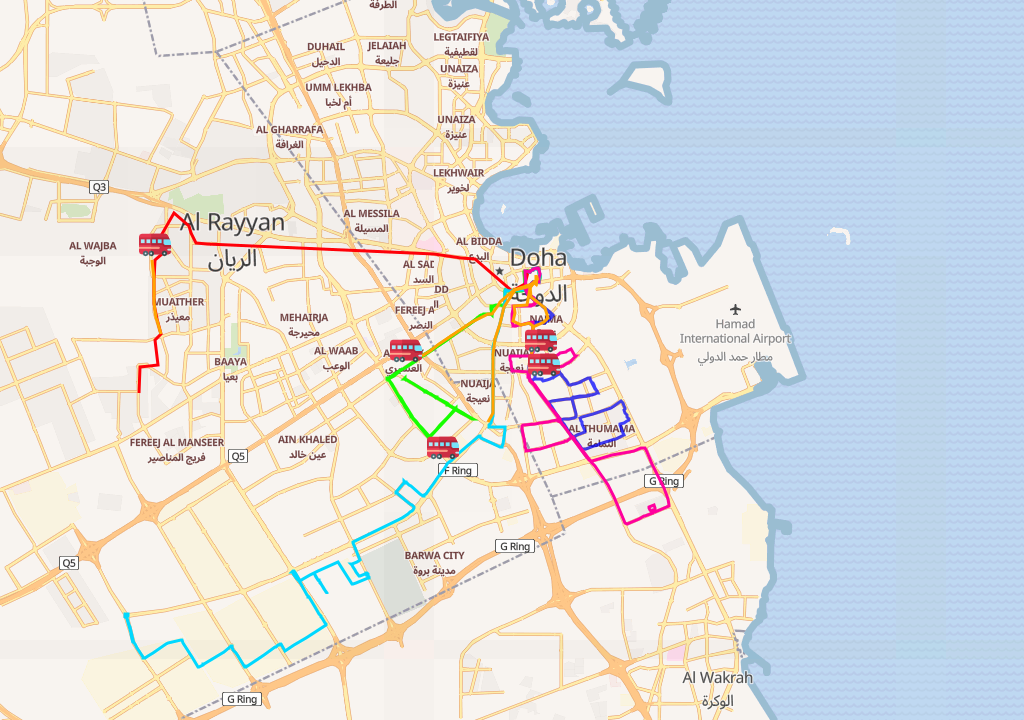 الطرفة
LEGTAIFIYA
لقطيفية
DUHAIL
الدحيل
JELAIAH
جليعة
UNAIZA
عنيزة
UMM LEKHBA
أم لخبا
UNAIZA
عنيزة
AL GHARRAFA
الغرافة
LEKHWAIR
لخوير
Q3
AL MESSILA
المسيلة
Al Rayyan
الريان
AL WAJBA
الوجبة
AL BIDDA
البدع
Doha
الدوحة
AL SAI
السد
DD
ال
MUAITHER
معيذر
MEHAIRJA
محيرجة
FEREEJ A
النصر
NAJMA
Hamad
International Airport
مطار حمد الدولي
AL WAAB
الوعب
BAAYA
بعيا
NUAIJA
نعيجة
NUAIJA
نعيجة
AL THUMAMA
الثمامة
FEREEJ AL MANSEER
فريج المناصير
AIN KHALED
عين خالد
Q5
F Ring
G Ring
G Ring
BARWA CITY
مدينة بروة
Q5
Al Wakrah
الوكرة
G Ring